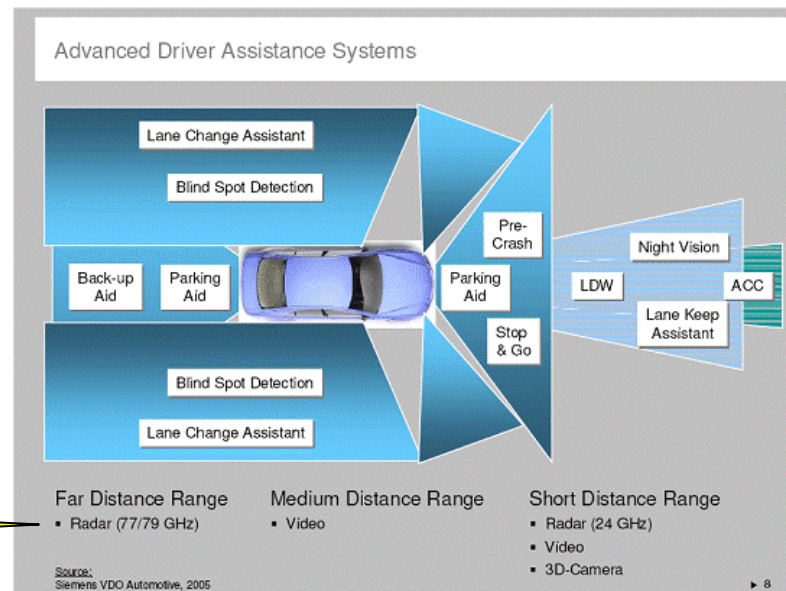 Advanced Driver Assistance Systems
Lane Change Assistant
Blind Spot Detection
Back-up
Aid
Parking
Aid
Parking
Aid
Pre-
Crash
Stop
& Go
LDW
Night Vision
Lane Keep
Assistant
ACC
Blind Spot Detection
Lane Change Assistant
Far Distance Range
▪ Radar (77/79 GHz)
Medium Distance Range
▪ Video
Short Distance Range
▪ Radar (24 GHz)
▪ Video
▪ 3D-Camera
Source:
Siemens VDO Automotive, 2005
▶ 8